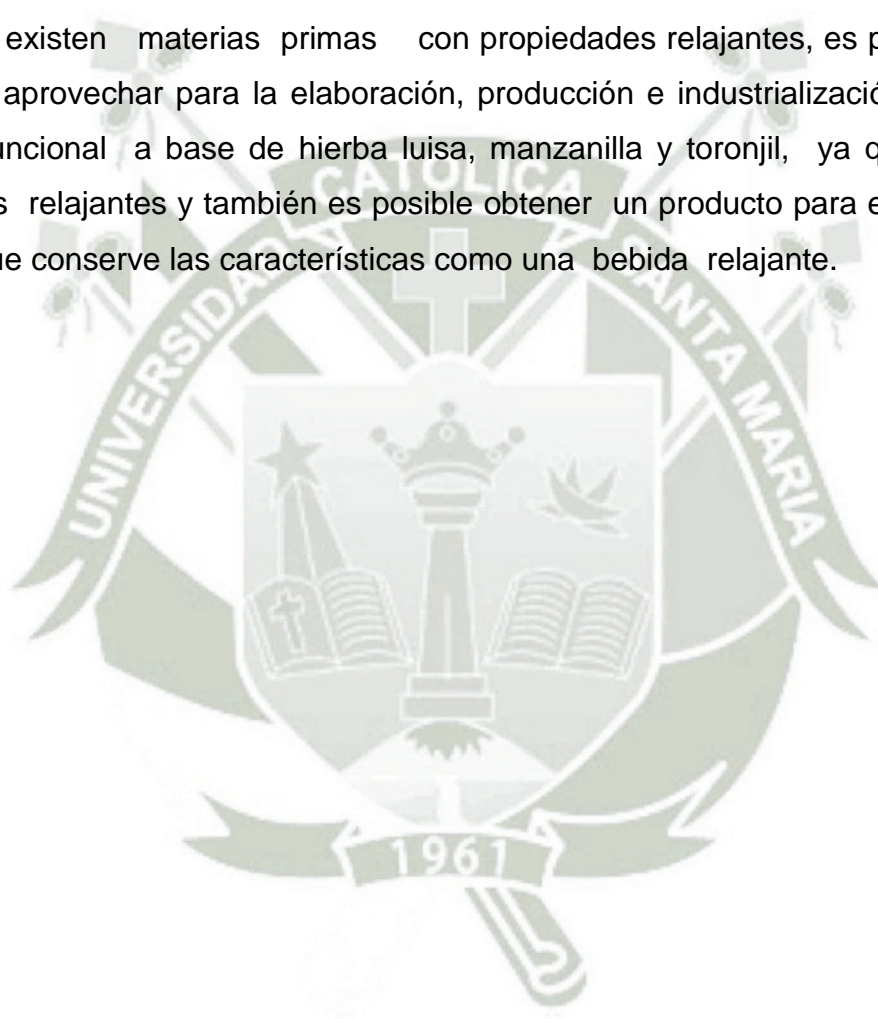 existen materias primas con propiedades relajantes, es p
aprovechar para la elaboración, producción e industrializació
uncional a base de hierba luisa, manzanilla y toronjil, ya q
s relajantes y también es posible obtener un producto para e
ue conserve las características como una bebida relajante.
UNIVERSIDAD CATOLICA SANTA MARIA
1961